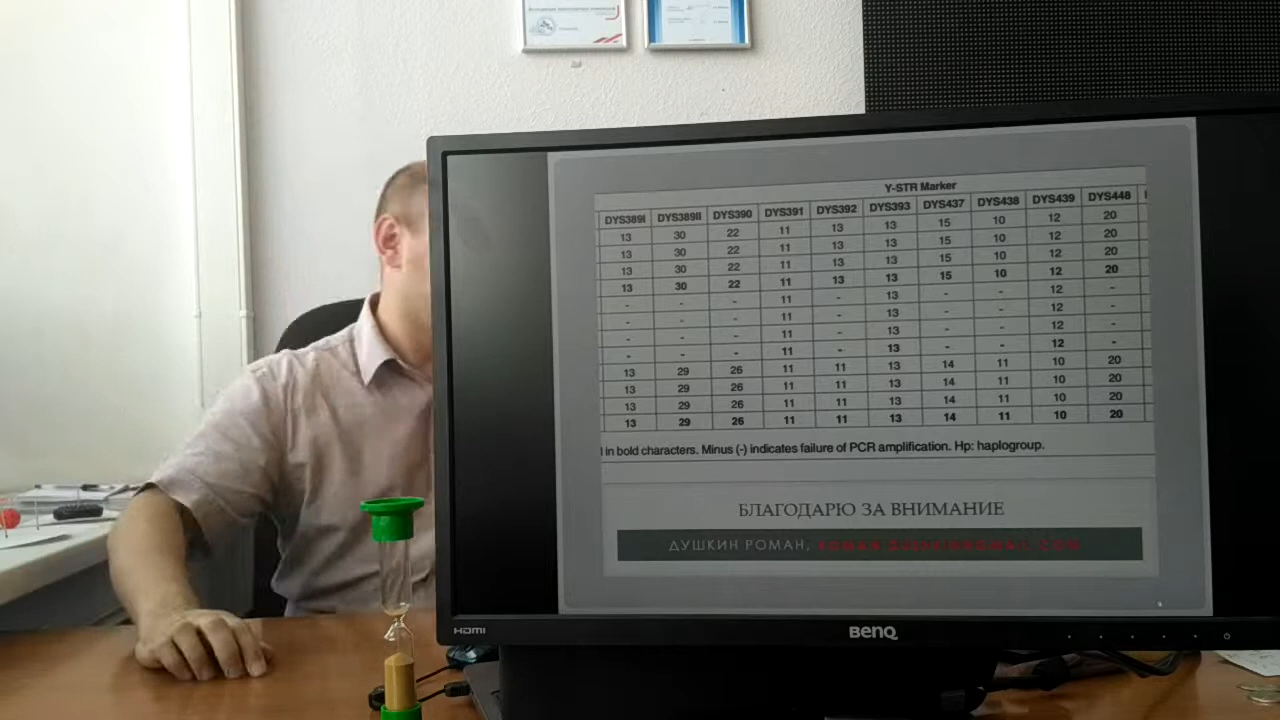 Y-STR Marker
DYS389I DYS389II DYS390 DYS391 DYS392 DYS393 DYS437 DYS438 DYS439 DYS448
13 30 22 11 13 13 15 10 12 20
13 30 22 11 13 13 15 10 12 20
13 30 22 11 13 13 15 10 12 20
13 30 22 11 13 13 15 10 12 20
- - - 11 - 13 - - 12 -
- - - 11 - 13 - - 12 -
- - - 11 - 13 - - 12 -
- - - 11 - 13 - - 12 -
13 29 26 11 11 13 14 11 10 20
13 29 26 11 11 13 14 11 10 20
13 29 26 11 11 13 14 11 10 20
13 29 26 11 11 13 14 11 10 20
in bold characters. Minus (-) indicates failure of PCR amplification. Hp: haplogroup.
БЛАГОДАРЮ ЗА ВНИМАНИЕ
ДУШКИН РОМАН,
HDMI
BenQ